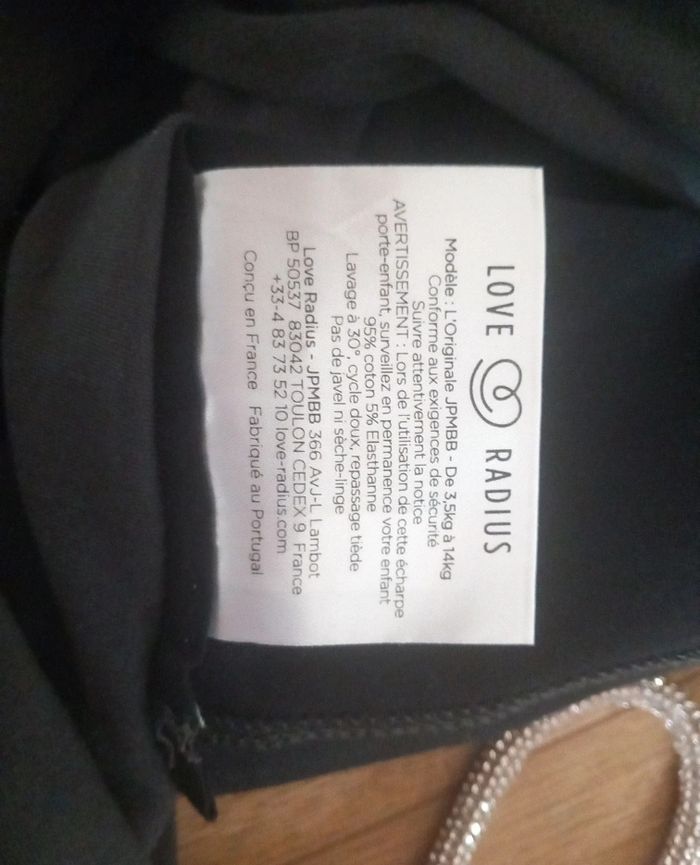 LOVE RADIUS
Modèle : L'Originale JPMBB - De 3,5kg à 14kg
Conforme aux exigences de sécurité
Suivre attentivement la notice
AVERTISSEMENT : Lors de l'utilisation de cette écharpe
porte-enfant, surveillez en permanence votre enfant
95% coton 5% Elasthanne
Lavage à 30°, cycle doux, repassage tiède
Pas de javel ni sèche-linge
Love Radius - JPMBB 366 AvJ-L Lambot
BP 50537 83042 TOULON CEDEX 9 France
+33-4 83 73 52 10 love-radius.com
Conçu en France Fabriqué au Portugal